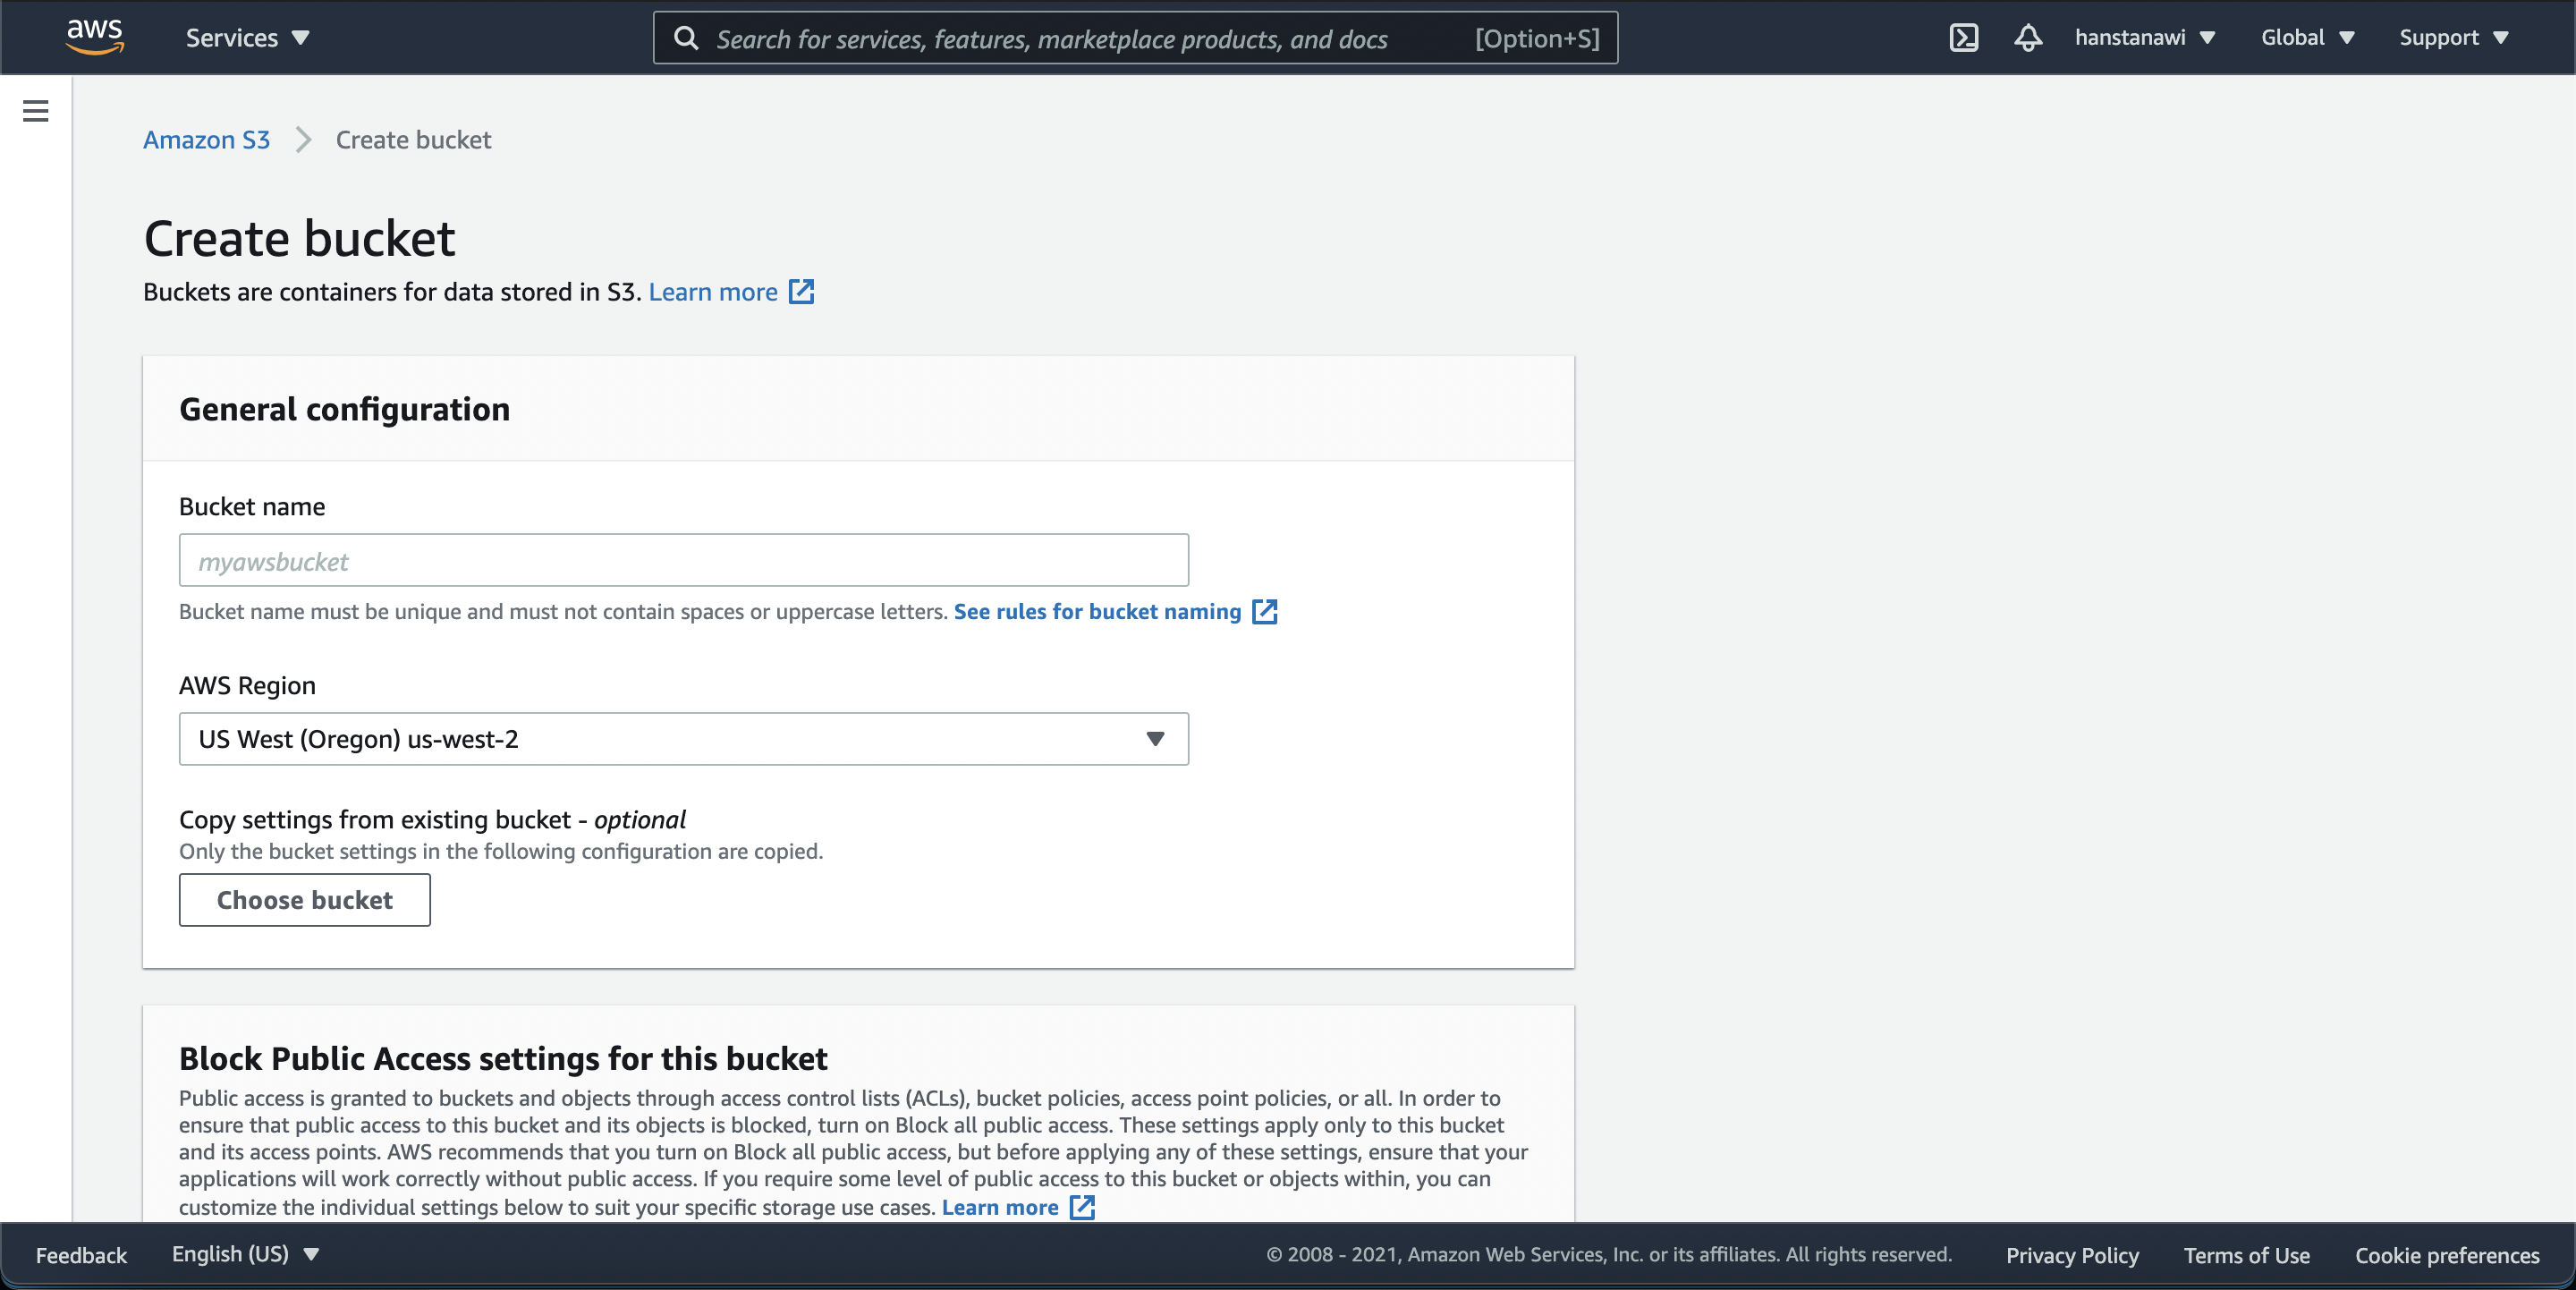 aws
Services
Search for services, features, marketplace products, and docs [Option+S]
hanstanawi
Global
Support
Amazon S3 Create bucket
Create bucket
Buckets are containers for data stored in S3. Learn more
General configuration
Bucket name
myawsbucket
Bucket name must be unique and must not contain spaces or uppercase letters. See rules for bucket naming
AWS Region
US West (Oregon) us-west-2
Copy settings from existing bucket - optional
Only the bucket settings in the following configuration are copied.
Choose bucket
Block Public Access settings for this bucket
Public access is granted to buckets and objects through access control lists (ACLs), bucket policies, access point policies, or all. In order to
ensure that public access to this bucket and its objects is blocked, turn on Block all public access. These settings apply only to this bucket
and its access points. AWS recommends that you turn on Block all public access, but before applying any of these settings, ensure that your
applications will work correctly without public access. If you require some level of public access to this bucket or objects within, you can
customize the individual settings below to suit your specific storage use cases. Learn more
Feedback
English (US)
© 2008 - 2021, Amazon Web Services, Inc. or its affiliates. All rights reserved.
Privacy Policy
Terms of Use
Cookie preferences